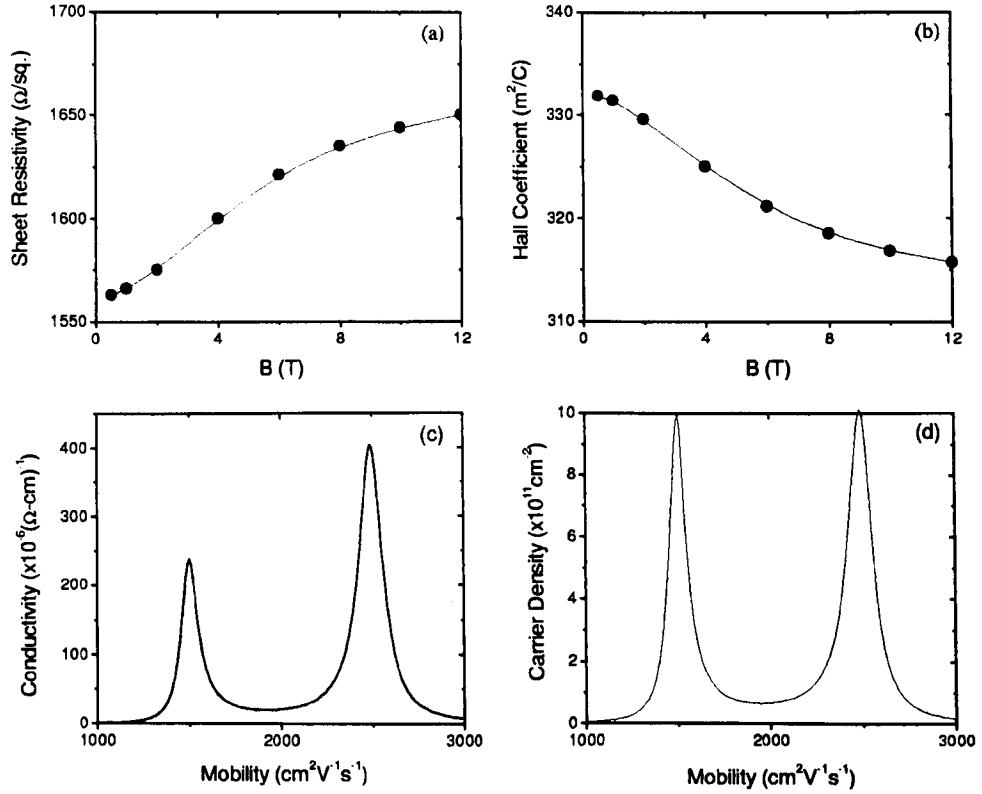 (a)
Sheet Resistivity (Ω/sq.)
1700
1650
1600
1550
0 4 8 12
B (T)
(b)
Hall Coefficient (m²/C)
340
330
320
310
0 4 8 12
B (T)
(c)
Conductivity (x10⁻⁶(Ω-cm)⁻¹)
400
300
200
100
0
1000 2000 3000
Mobility (cm²V⁻¹s⁻¹)
(d)
Carrier Density (x10¹¹cm⁻²)
10
8
6
4
2
0
1000 2000 3000
Mobility (cm²V⁻¹s⁻¹)